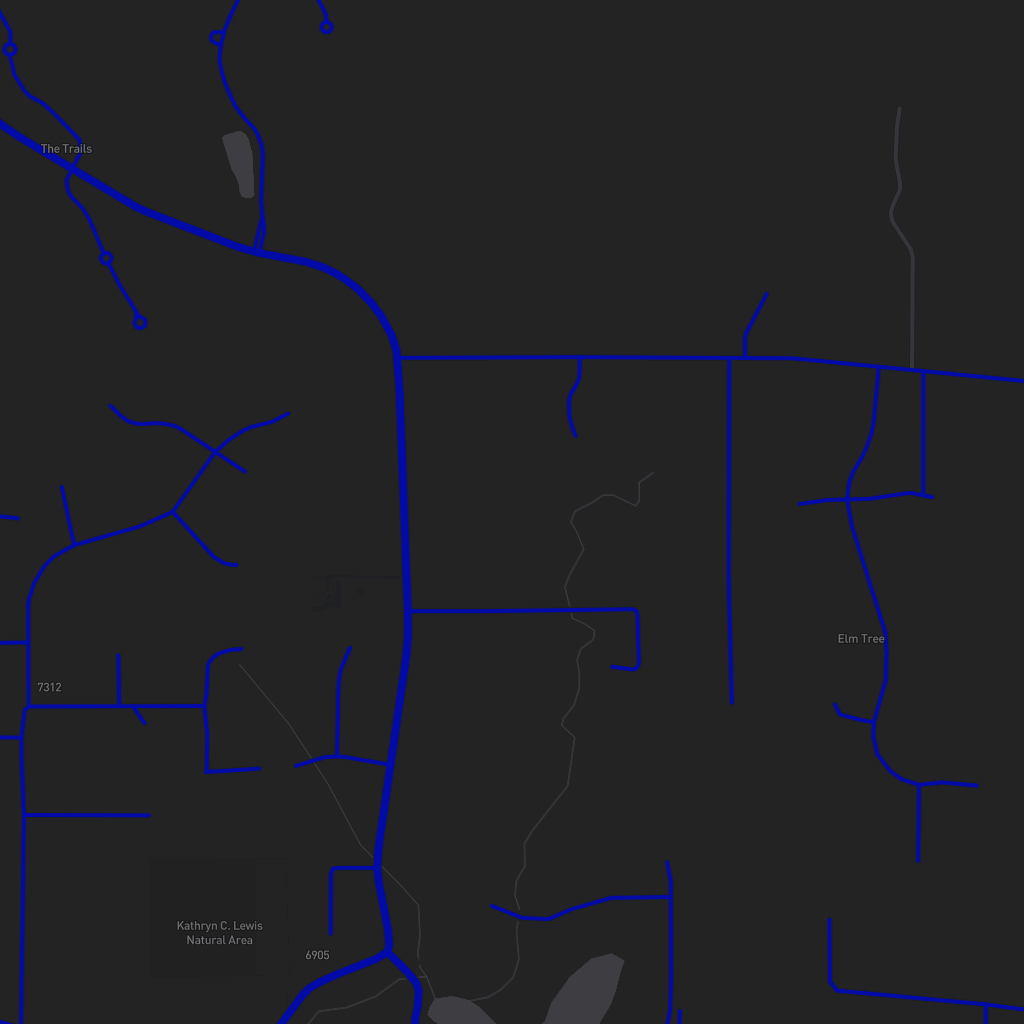 The Trails
Elm Tree
7312
Kathryn C. Lewis
Natural Area
6905